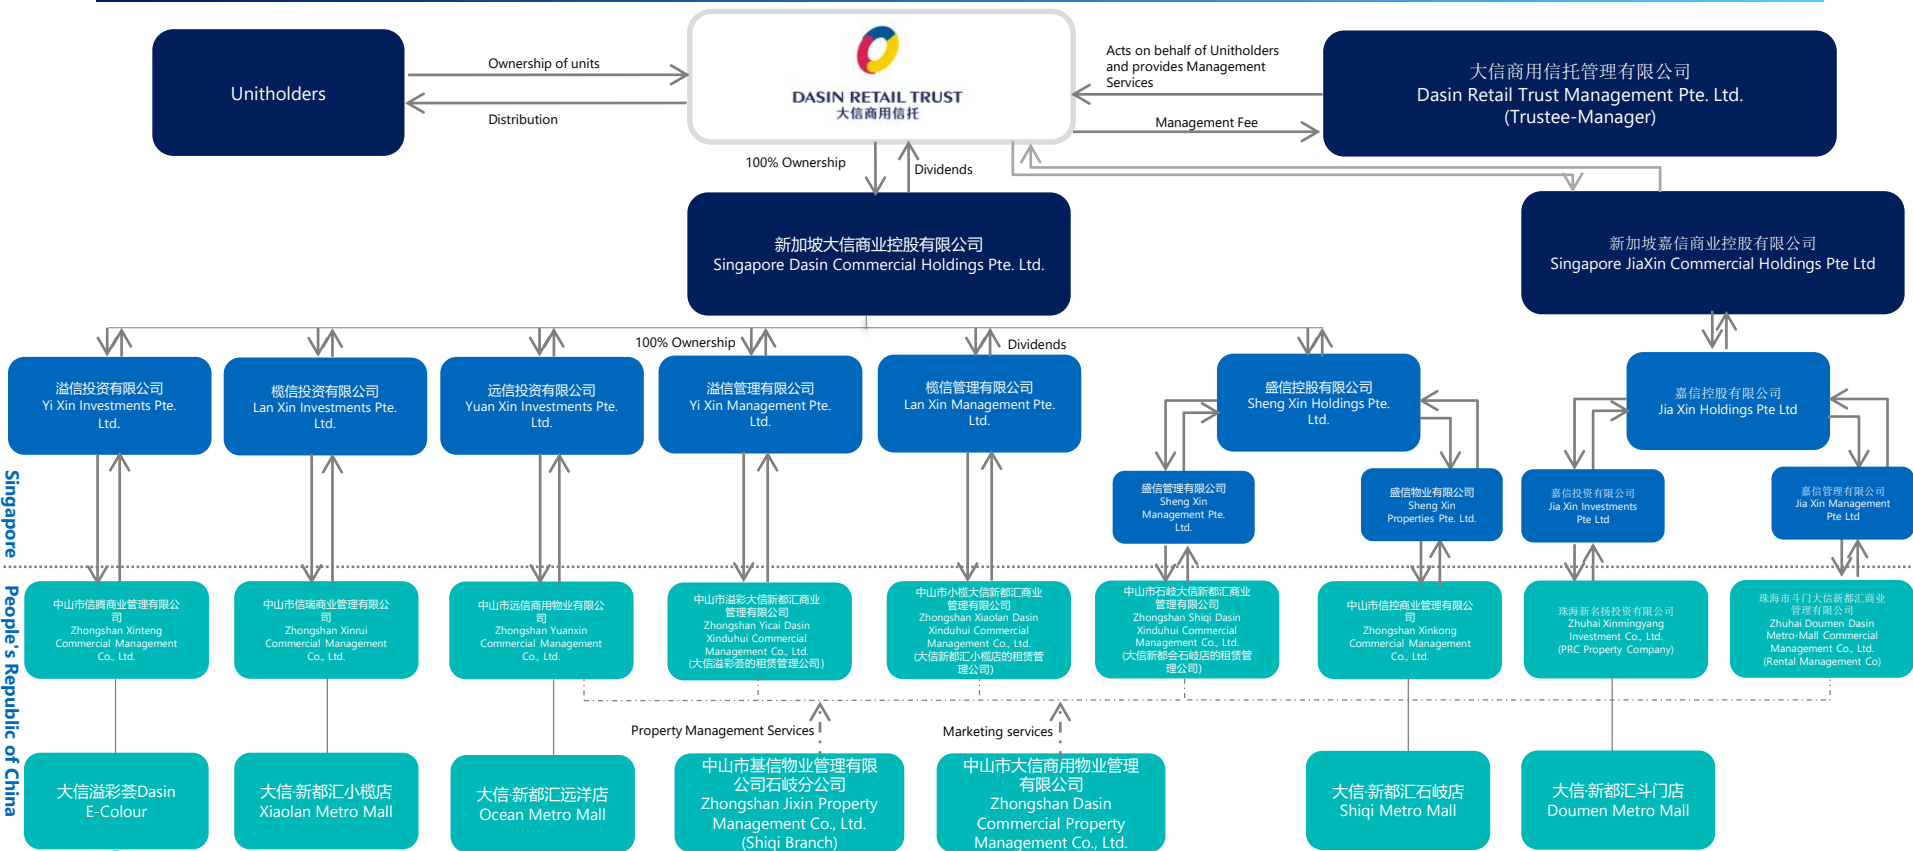 Unitholders
Ownership of units
Distribution
DASIN RETAIL TRUST
大信商用信托
Acts on behalf of Unitholders
and provides Management
Services
Management Fee
大信商用信托管理有限公司
Dasin Retail Trust Management Pte. Ltd.
(Trustee-Manager)
100% Ownership
Dividends
新加坡大信商业控股有限公司
Singapore Dasin Commercial Holdings Pte. Ltd.
新加坡嘉信商业控股有限公司
Singapore JiaXin Commercial Holdings Pte Ltd
100% Ownership
Dividends
溢信投资有限公司
Yi Xin Investments Pte.
Ltd.
榄信投资有限公司
Lan Xin Investments Pte.
Ltd.
远信投资有限公司
Yuan Xin Investments Pte.
Ltd.
溢信管理有限公司
Yi Xin Management Pte.
Ltd.
榄信管理有限公司
Lan Xin Management Pte.
Ltd.
盛信控股有限公司
Sheng Xin Holdings Pte.
Ltd.
嘉信控股有限公司
Jia Xin Holdings Pte Ltd
盛信管理有限公司
Sheng Xin
Management Pte.
Ltd.
盛信物业有限公司
Sheng Xin
Properties Pte. Ltd.
嘉信投资有限公司
Jia Xin Investments
Pte Ltd
嘉信管理有限公司
Jia Xin Management
Pte Ltd
Singapore
People's Republic of China
中山市信腾商业管理有限公
司
Zhongshan Xinteng
Commercial Management
Co., Ltd.
中山市信瑞商业管理有限公
司
Zhongshan Xinrui
Commercial Management
Co., Ltd.
中山市远信商用物业有限公
司
Zhongshan Yuanxin
Commercial Management
Co., Ltd.
中山市溢彩大信新都汇商业
管理有限公司
Zhongshan Yicai Dasin
Xinduhui Commercial
Management Co., Ltd.
(大信溢彩荟的租赁管理公司)
中山市小榄大信新都汇商业
管理有限公司
Zhongshan Xiaolan Dasin
Xinduhui Commercial
Management Co., Ltd.
(大信新都汇小榄店的租赁管
理公司)
中山市石岐大信新都汇商业
管理有限公司
Zhongshan Shiqi Dasin
Xinduhui Commercial
Management Co., Ltd.
(大信新都会石岐店的租赁管
理公司)
中山市信控商业管理有限公
司
Zhongshan Xinkong
Commercial Management
Co., Ltd.
珠海新名扬投资有限公司
Zhuhai Xinmingyang
Investment Co., Ltd.
(PRC Property Company)
珠海市斗门大信新都汇商业
管理有限公司
Zhuhai Doumen Dasin
Metro-Mall Commercial
Management Co., Ltd.
(Rental Management Co)
Property Management Services
Marketing services
大信溢彩荟Dasin
E-Colour
大信·新都汇小榄店
Xiaolan Metro Mall
大信·新都汇远洋店
Ocean Metro Mall
中山市基信物业管理有限
公司石岐分公司
Zhongshan Jixin Property
Management Co., Ltd.
(Shiqi Branch)
中山市大信商用物业管理
有限公司
Zhongshan Dasin
Commercial Property
Management Co., Ltd.
大信·新都汇石岐店
Shiqi Metro Mall
大信·新都汇斗门店
Doumen Metro Mall